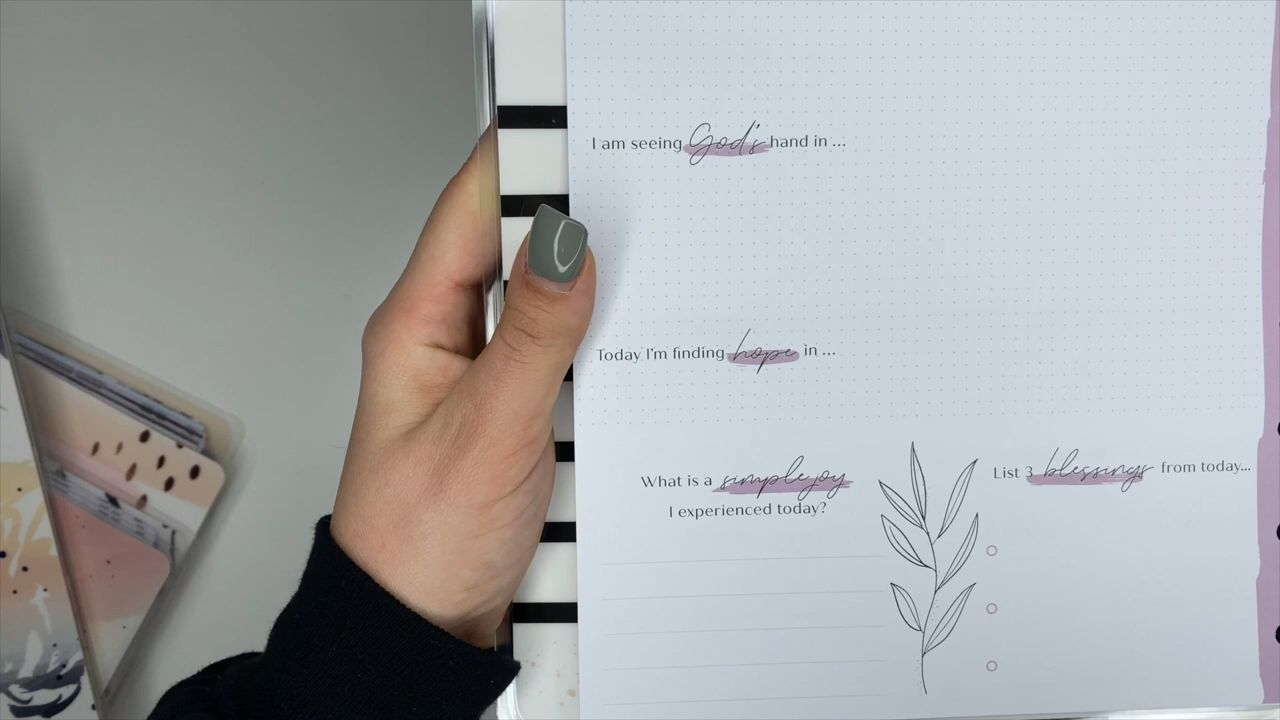 I am seeing God's hand in ...
Today I'm finding hope in ...
What is a simple joy
I experienced today?
List 3 blessings from today...